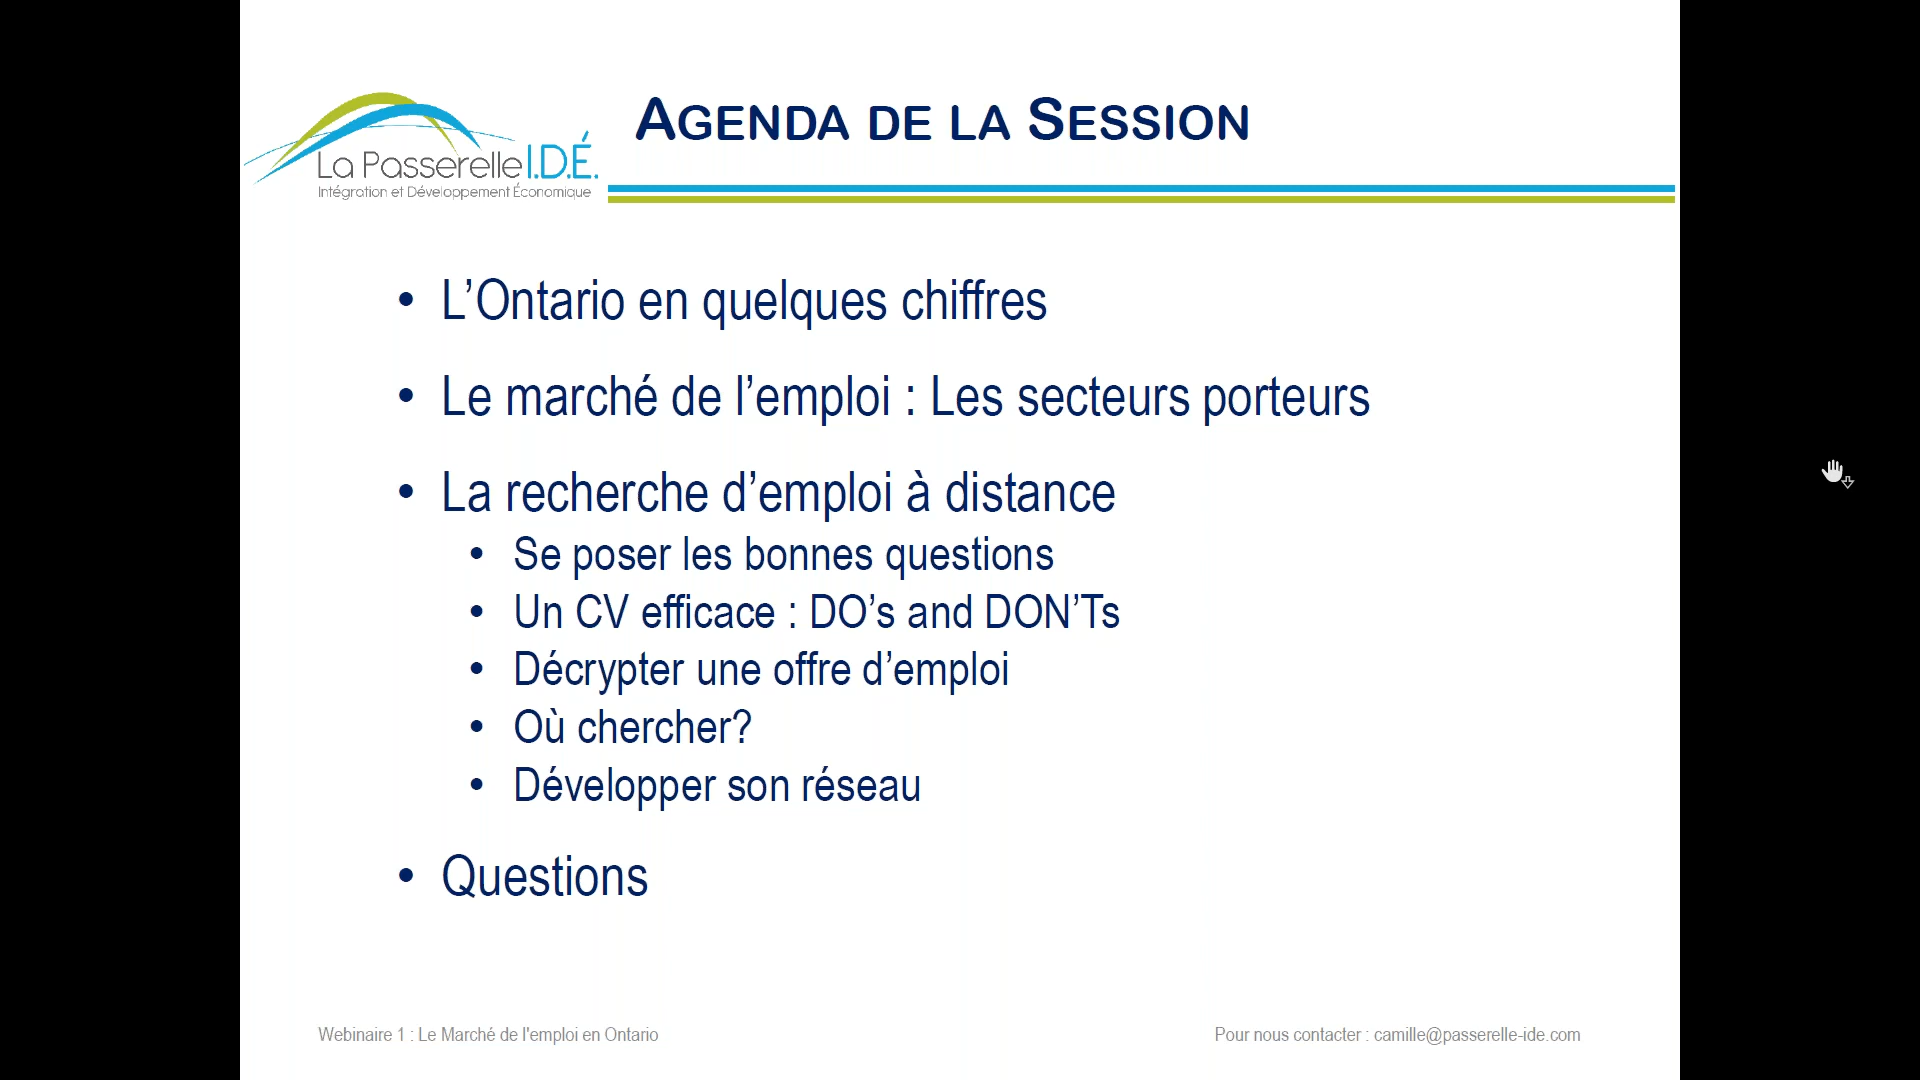 AGENDA DE LA SESSION
La Passerelle I.D.É.
Intégration et Développement Économique
• L’Ontario en quelques chiffres
• Le marché de l’emploi : Les secteurs porteurs
• La recherche d’emploi à distance
• Se poser les bonnes questions
• Un CV efficace : DO’s and DON’Ts
• Décrypter une offre d’emploi
• Où chercher?
• Développer son réseau
• Questions
Webinaire 1 : Le Marché de l'emploi en Ontario
Pour nous contacter : camille@passerelle-ide.com